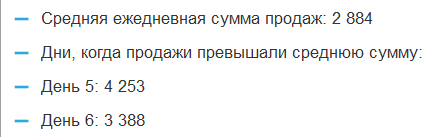 Средняя ежедневная сумма продаж: 2 884
Дни, когда продажи превышали среднюю сумму:
День 5: 4 253
День 6: 3 388